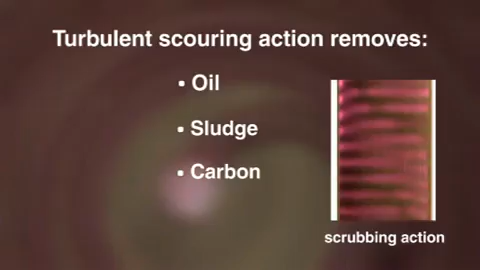 Turbulent scouring action removes:
• Oil
• Sludge
• Carbon
scrubbing action